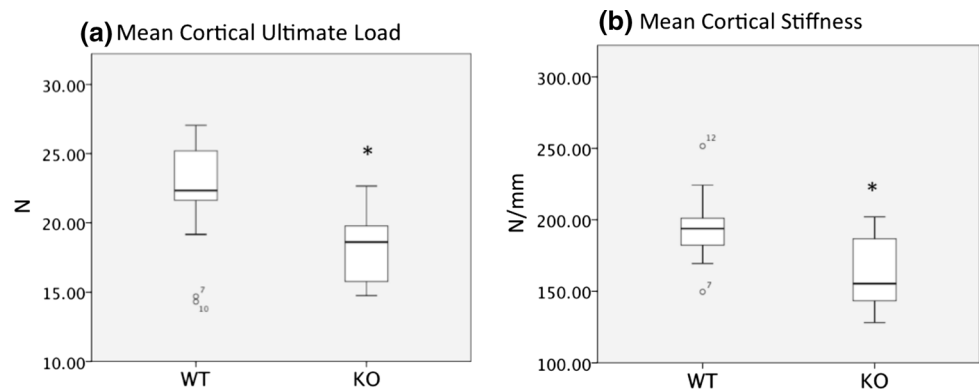 (a) Mean Cortical Ultimate Load
30.00
25.00
20.00
15.00
10.00
N
*
7
10
WT
KO
(b) Mean Cortical Stiffness
300.00
250.00
200.00
150.00
100.00
N/mm
12
*
7
WT
KO